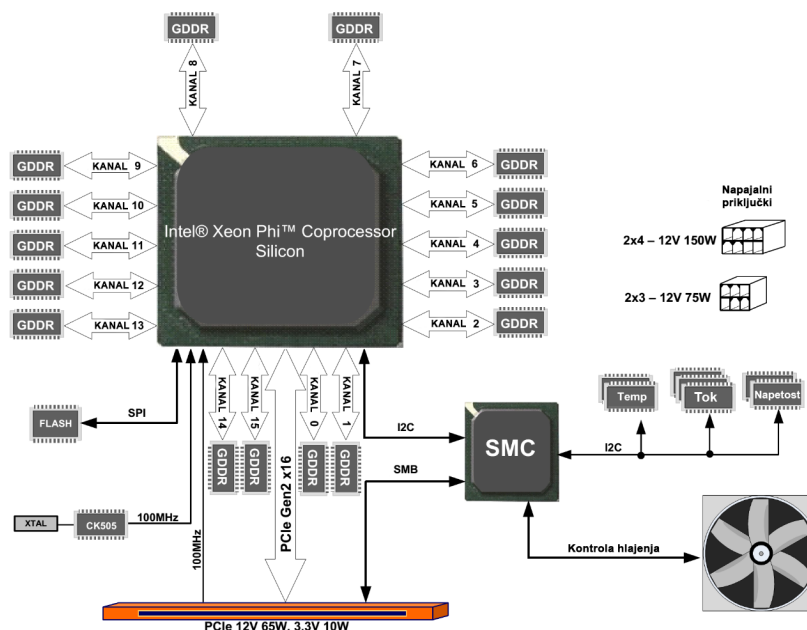 GDDR
GDDR
KANAL 8
KANAL 7
GDDR
KANAL 9
KANAL 6
GDDR
GDDR
KANAL 10
KANAL 5
GDDR
GDDR
KANAL 11
KANAL 4
GDDR
GDDR
KANAL 12
KANAL 3
GDDR
GDDR
KANAL 13
KANAL 2
GDDR
Intel® Xeon Phi™ Coprocessor
Silicon
Napajalni
priključki
2x4 – 12V 150W
2x3 – 12V 75W
KANAL 14
KANAL 15
KANAL 0
KANAL 1
GDDR
GDDR
GDDR
GDDR
PCIe Gen2 x16
FLASH
SPI
I2C
SMB
SMC
I2C
Temp
Tok
Napetost
XTAL
CK505
100MHz
100MHz
Kontrola hlajenja
PCIe 12V 65W, 3.3V 10W